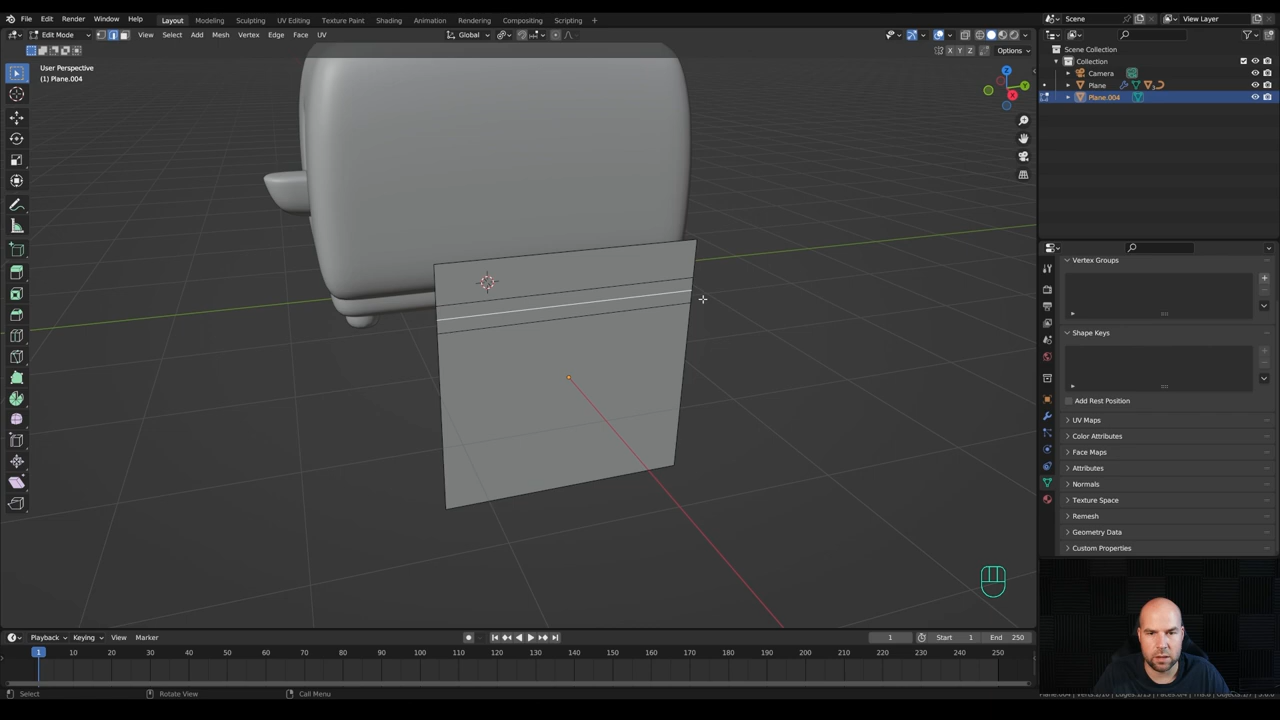 File Edit Render Window Help Layout Modeling Sculpting UV Editing Texture Paint Shading Animation Rendering Compositing Scripting + Scene View Layer
Edit Mode View Select Add Mesh Vertex Edge Face UV Global
X Y Z Options
User Perspective
(1) Plane.004
Z
Y
X
Scene Collection
Collection
Camera
Plane
Plane.004
Vertex Groups
Shape Keys
Add Rest Position
UV Maps
Color Attributes
Face Maps
Attributes
Normals
Texture Space
Remesh
Geometry Data
Custom Properties
Playback Keying View Marker 1 Start 1 End 250
1 10 20 30 40 50 60 70 80 90 100 110 120 130 140 150 160 170 180 190 200 210 220 230 240 250
Select Rotate View Call Menu